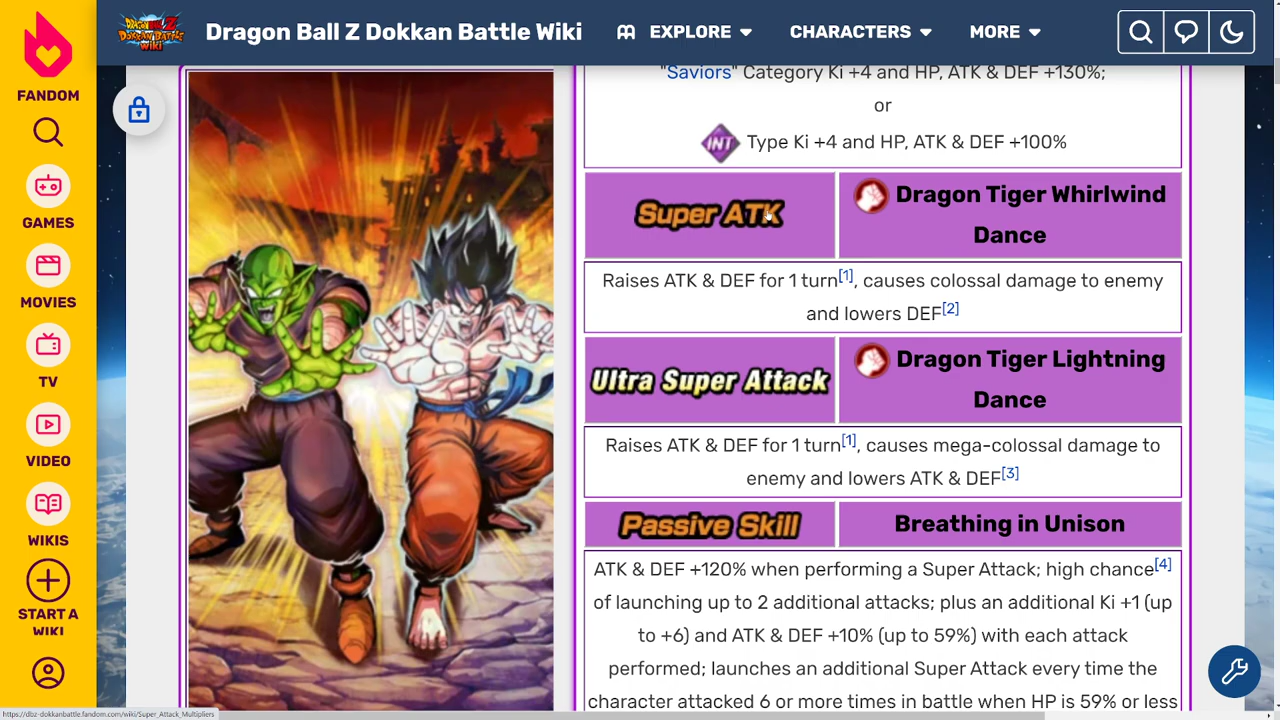 Dragon Ball Z Dokkan Battle Wiki
EXPLORE
CHARACTERS
MORE
FANDOM
GAMES
MOVIES
TV
VIDEO
WIKIS
START A
WIKI
"Saviors" Category Ki +4 and HP, ATK & DEF +130%;
or
INT Type Ki +4 and HP, ATK & DEF +100%
Super ATK
Dragon Tiger Whirlwind
Dance
Raises ATK & DEF for 1 turn[1], causes colossal damage to enemy
and lowers DEF[2]
Ultra Super Attack
Dragon Tiger Lightning
Dance
Raises ATK & DEF for 1 turn[1], causes mega-colossal damage to
enemy and lowers ATK & DEF[3]
Passive Skill
Breathing in Unison
ATK & DEF +120% when performing a Super Attack; high chance[4]
of launching up to 2 additional attacks; plus an additional Ki +1 (up
to +6) and ATK & DEF +10% (up to 59%) with each attack
performed; launches an additional Super Attack every time the
character attacked 6 or more times in battle when HP is 59% or less
https://dbz-dokkanbattle.fandom.com/wiki/Super_Attack_Multipliers